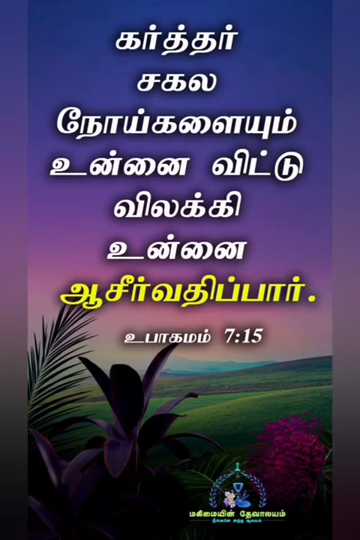 கர்த்தர்
சகல
நோய்களையும்
உன்னை விட்டு
விலக்கி
உன்னை
ஆசீர்வதிப்பார்.
உபாகமம் 7:15
மகிமையின் தேவாலயம்